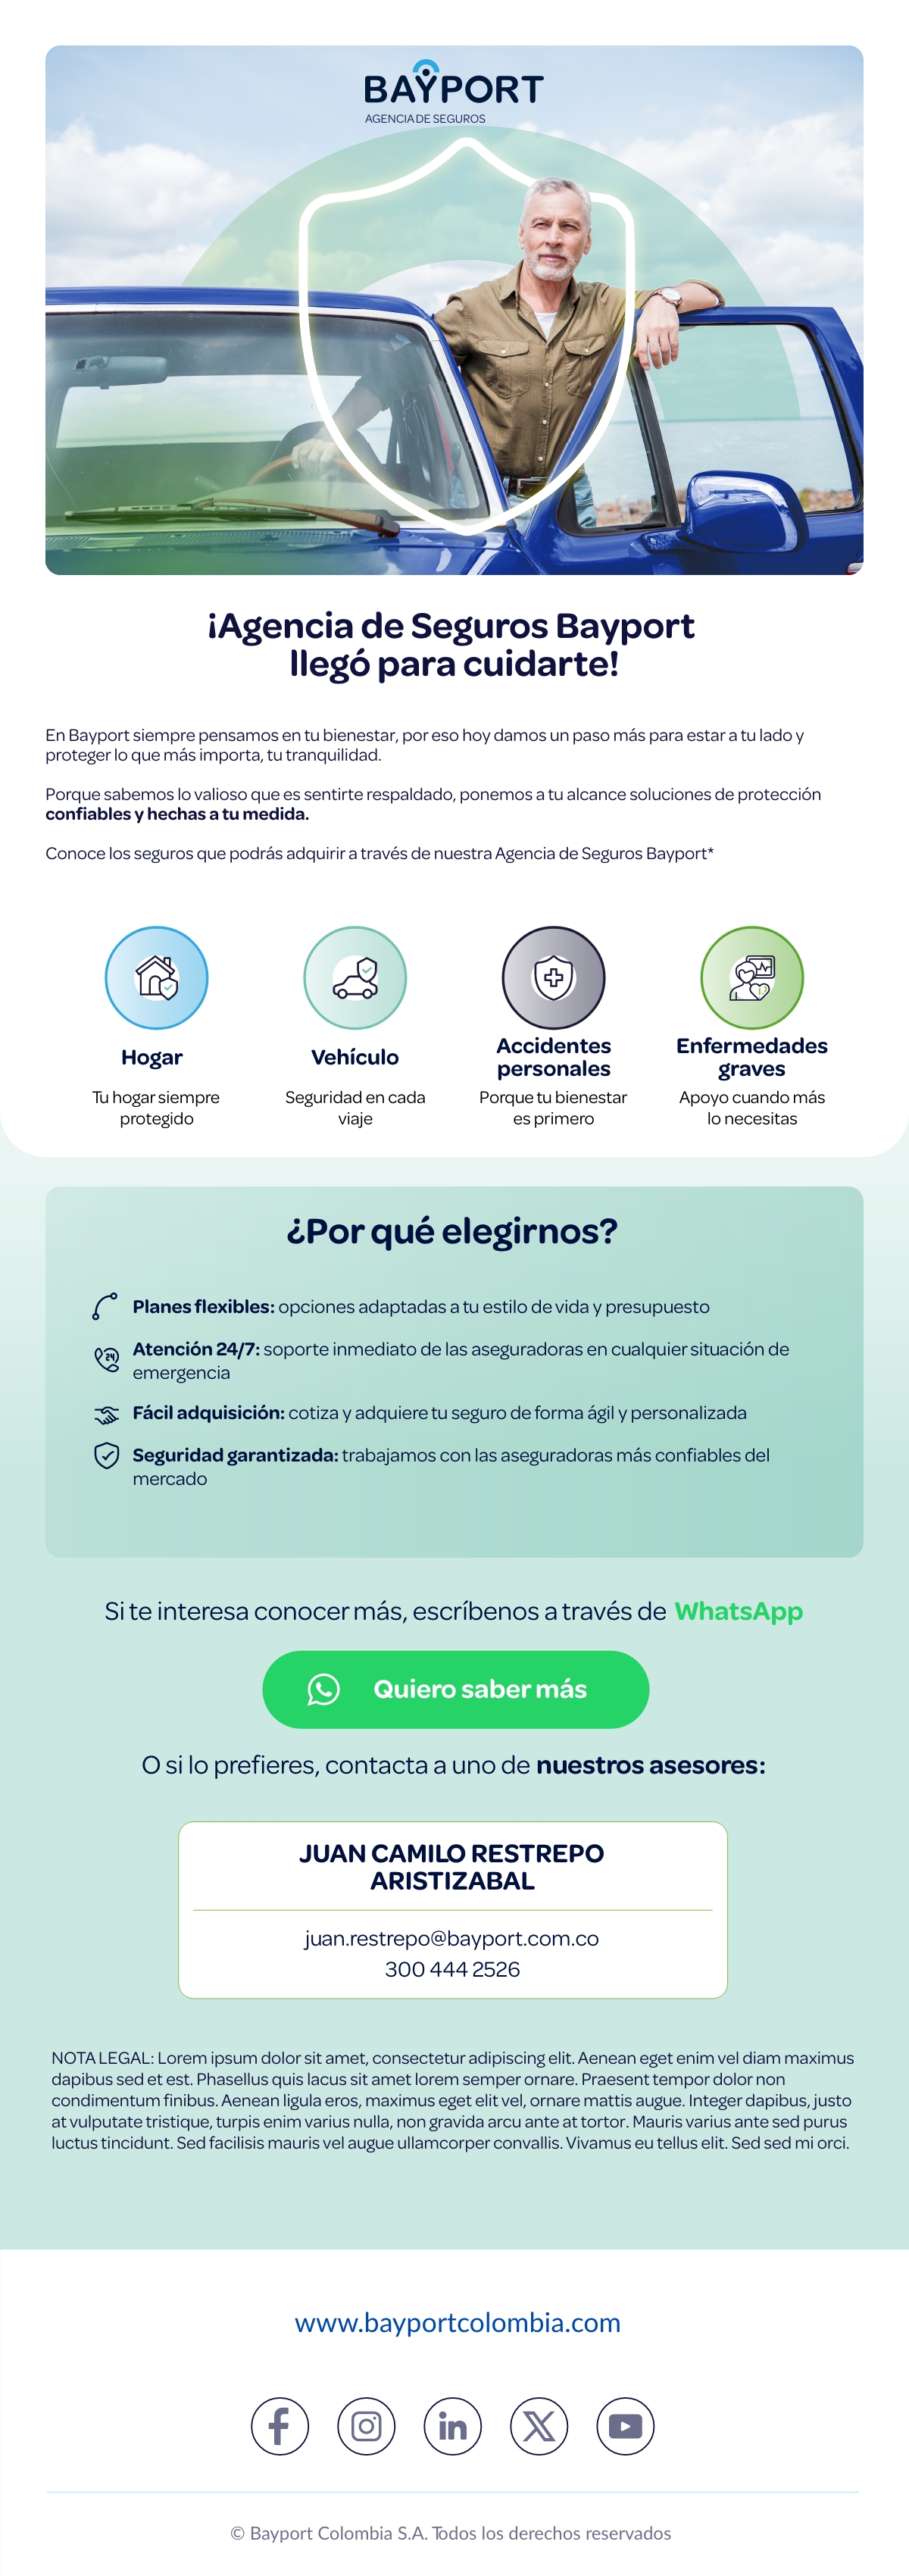 BAYPORT
AGENCIA DE SEGUROS
¡Agencia de Seguros Bayport
llegó para cuidarte!
En Bayport siempre pensamos en tu bienestar, por eso hoy damos un paso más para estar a tu lado y
proteger lo que más importa, tu tranquilidad.
Porque sabemos lo valioso que es sentirte respaldado, ponemos a tu alcance soluciones de protección
confiables y hechas a tu medida.
Conoce los seguros que podrás adquirir a través de nuestra Agencia de Seguros Bayport*
Hogar
Tu hogar siempre
protegido
Vehículo
Seguridad en cada
viaje
Accidentes
personales
Porque tu bienestar
es primero
Enfermedades
graves
Apoyo cuando más
lo necesitas
¿Por qué elegirnos?
Planes flexibles: opciones adaptadas a tu estilo de vida y presupuesto
24
Atención 24/7: soporte inmediato de las aseguradoras en cualquier situación de
emergencia
Fácil adquisición: cotiza y adquiere tu seguro de forma ágil y personalizada
Seguridad garantizada: trabajamos con las aseguradoras más confiables del
mercado
Si te interesa conocer más, escríbenos a través de WhatsApp
Quiero saber más
O si lo prefieres, contacta a uno de nuestros asesores:
JUAN CAMILO RESTREPO
ARISTIZABAL
juan.restrepo@bayport.com.co
300 444 2526
NOTA LEGAL: Lorem ipsum dolor sit amet, consectetur adipiscing elit. Aenean eget enim vel diam maximus
dapibus sed et est. Phasellus quis lacus sit amet lorem semper ornare. Praesent tempor dolor non
condimentum finibus. Aenean ligula eros, maximus eget elit vel, ornare mattis augue. Integer dapibus, justo
at vulputate tristique, turpis enim varius nulla, non gravida arcu ante at tortor. Mauris varius ante sed purus
luctus tincidunt. Sed facilisis mauris vel augue ullamcorper convallis. Vivamus eu tellus elit. Sed sed mi orci.
www.bayportcolombia.com
© Bayport Colombia S.A. Todos los derechos reservados